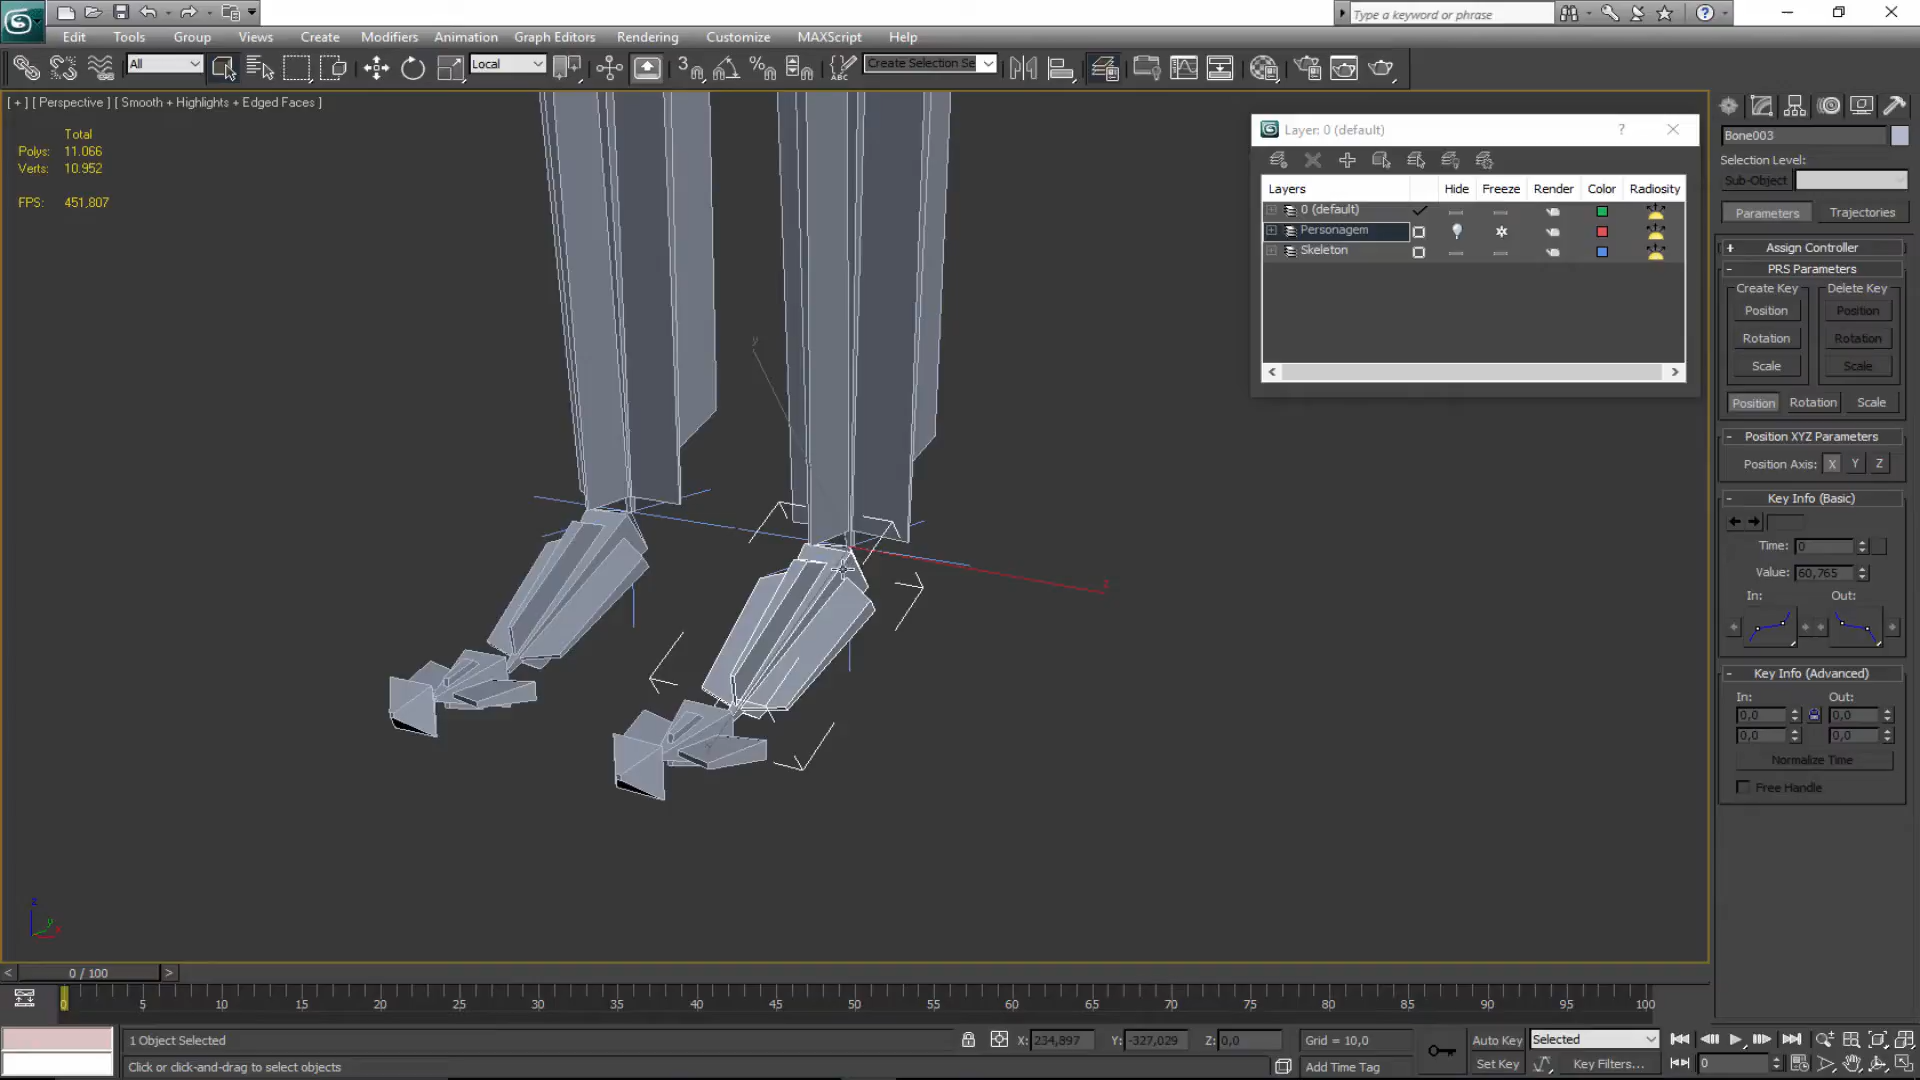 Type a keyword or phrase
Edit Tools Group Views Create Modifiers Animation Graph Editors Rendering Customize MAXScript Help
All Local Create Selection Se
[ + ] [ Perspective ] [ Smooth + Highlights + Edged Faces ]
Total
Polys: 11.066
Verts: 10.952
FPS: 451,807
Layer: 0 (default)
Layers Hide Freeze Render Color Radiosity
0 (default)
Personagem
Skeleton
Bone003
Selection Level:
Sub-Object
Parameters Trajectories
+ Assign Controller
- PRS Parameters
Create Key Delete Key
Position Position
Rotation Rotation
Scale Scale
Position Rotation Scale
- Position XYZ Parameters
Position Axis: X Y Z
- Key Info (Basic)
Time: 0
Value: 60,765
In: Out:
- Key Info (Advanced)
In: Out:
0,0 0,0
0,0 0,0
Normalize Time
Free Handle
0 / 100
0 5 10 15 20 25 30 35 40 45 50 55 60 65 70 75 80 85 90 95 100
1 Object Selected X: 234,897 Y: -327,029 Z: 0,0 Grid = 10,0 Auto Key Selected
Click or click-and-drag to select objects Add Time Tag Set Key Key Filters... 0